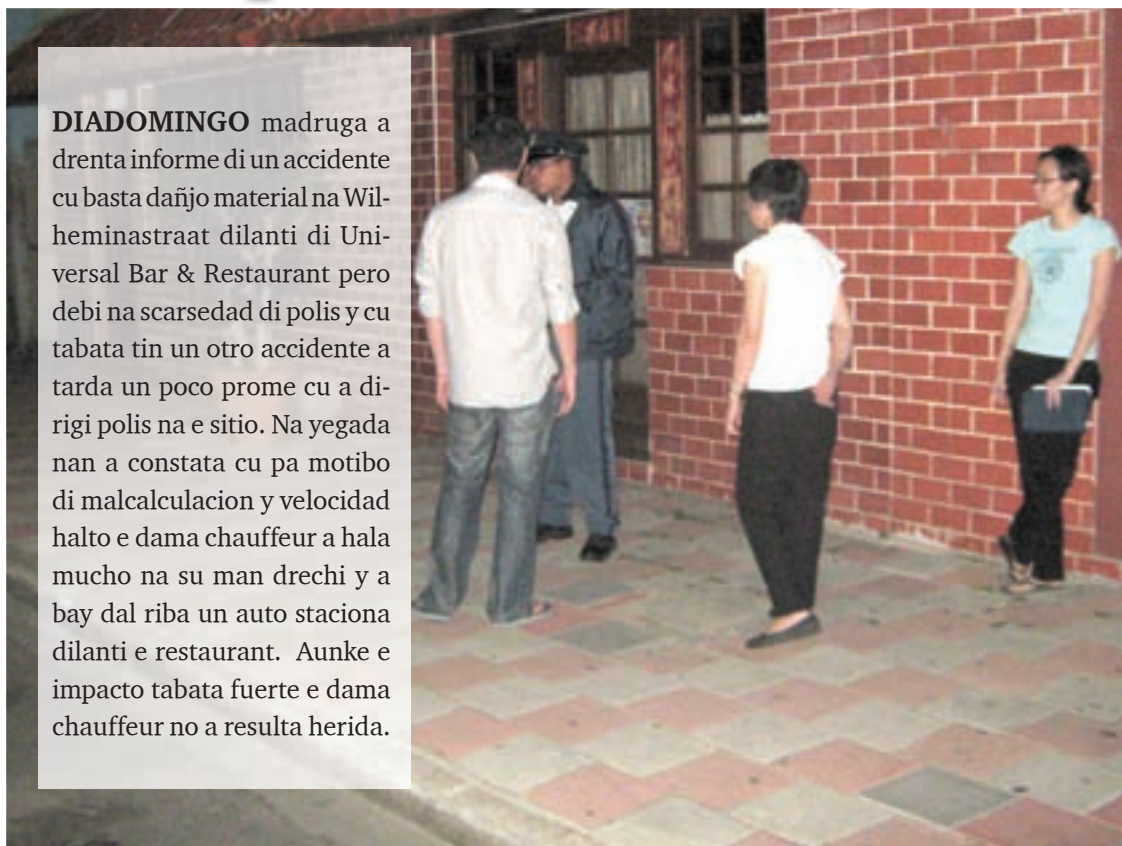 DIADOMINGO madruga a
drenta informe di un accidente
cu basta dañjo material na Wil-
heminastraat dilanti di Uni-
versal Bar & Restaurant pero
debi na scarsedad di polis y cu
tabata tin un otro accidente a
tarda un poco prome cu a di-
rigi polis na e sitio. Na yegada
nan a constata cu pa motibo
di malcalculacion y velocidad
halto e dama chauffeur a hala
mucho na su man drechi y a
bay dal riba un auto staciona
dilanti e restaurant.  Aunke e
impacto tabata fuerte e dama
chauffeur no a resulta herida.